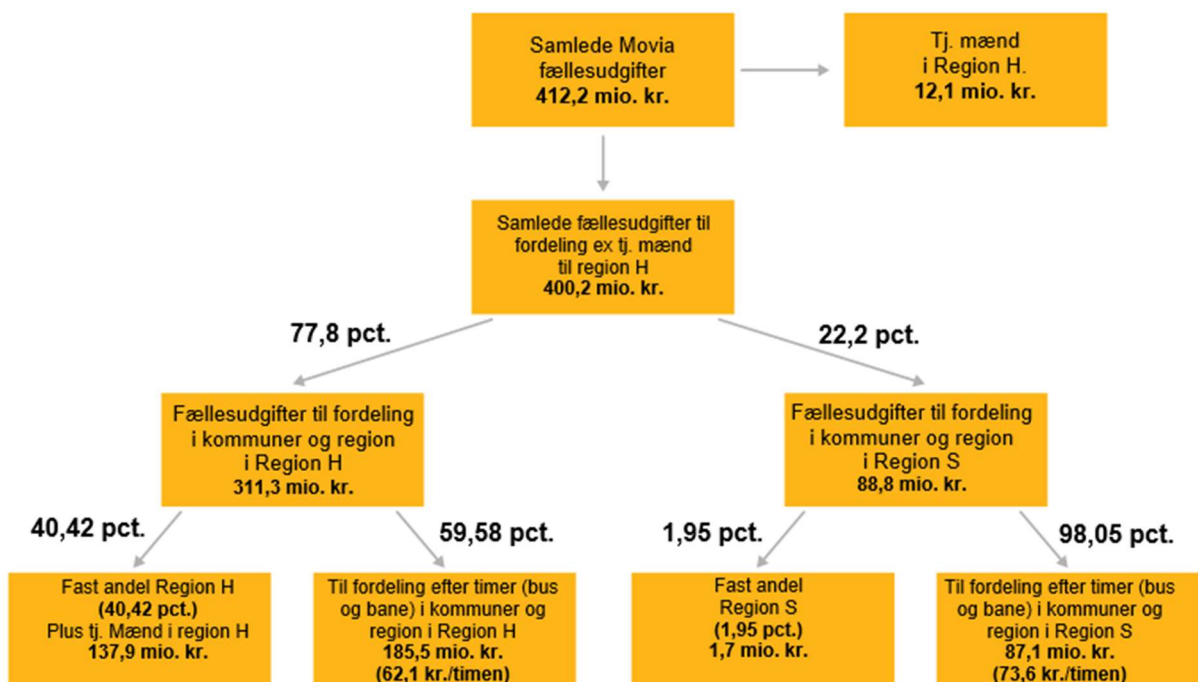 Samlede Movia
fællesudgifter
412,2 mio. kr.
Tj. mænd
i Region H.
12,1 mio. kr.
Samlede fællesudgifter til
fordeling ex tj. mænd
til region H
400,2 mio. kr.
77,8 pct.
22,2 pct.
Fællesudgifter til fordeling
i kommuner og region
i Region H
311,3 mio. kr.
Fællesudgifter til fordeling
i kommuner og region
i Region S
88,8 mio. kr.
40,42 pct.
59,58 pct.
1,95 pct.
98,05 pct.
Fast andel Region H
(40,42 pct.)
Plus tj. Mænd i region H
137,9 mio. kr.
Til fordeling efter timer (bus
og bane) i kommuner og
region i Region H
185,5 mio. kr.
(62,1 kr./timen)
Fast andel
Region S
(1,95 pct.)
1,7 mio. kr.
Til fordeling efter timer (bus
og bane) i kommuner og
region i Region S
87,1 mio. kr.
(73,6 kr./timen)